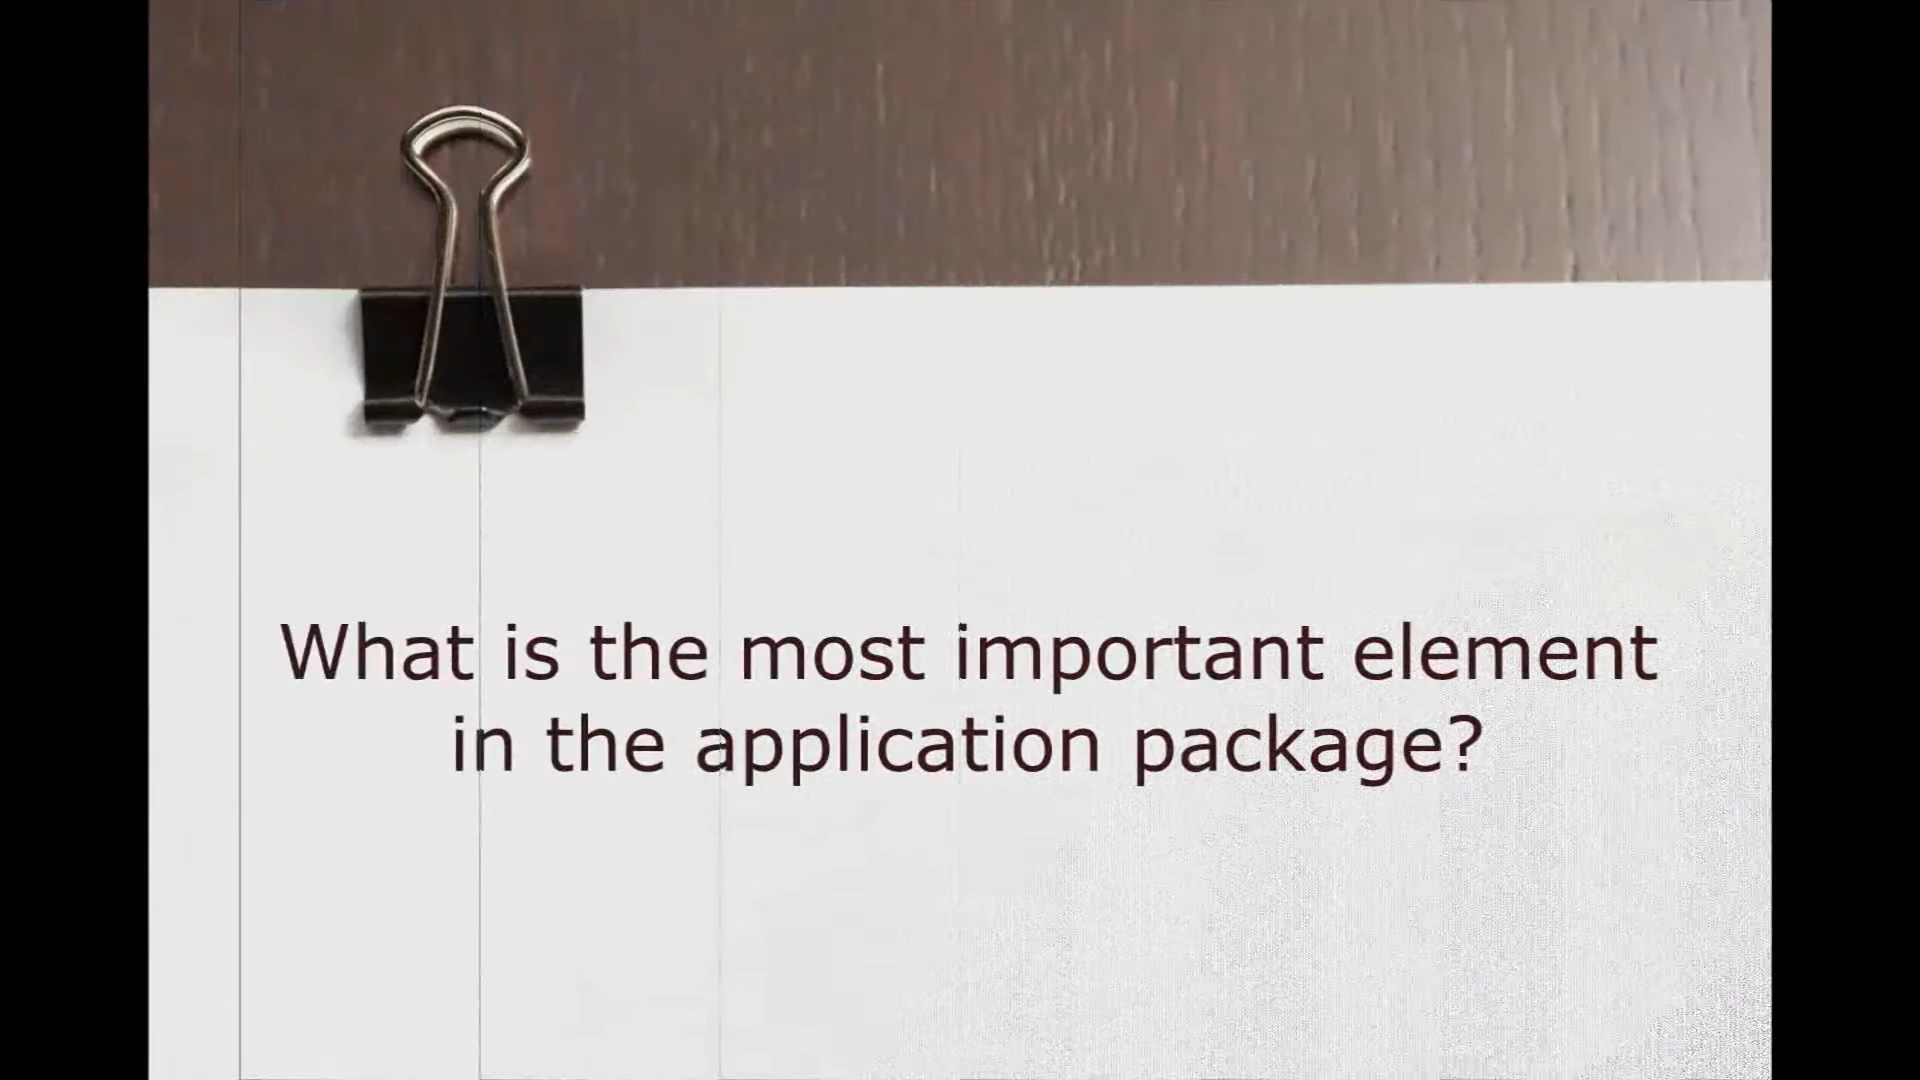 What is the most important element
in the application package?